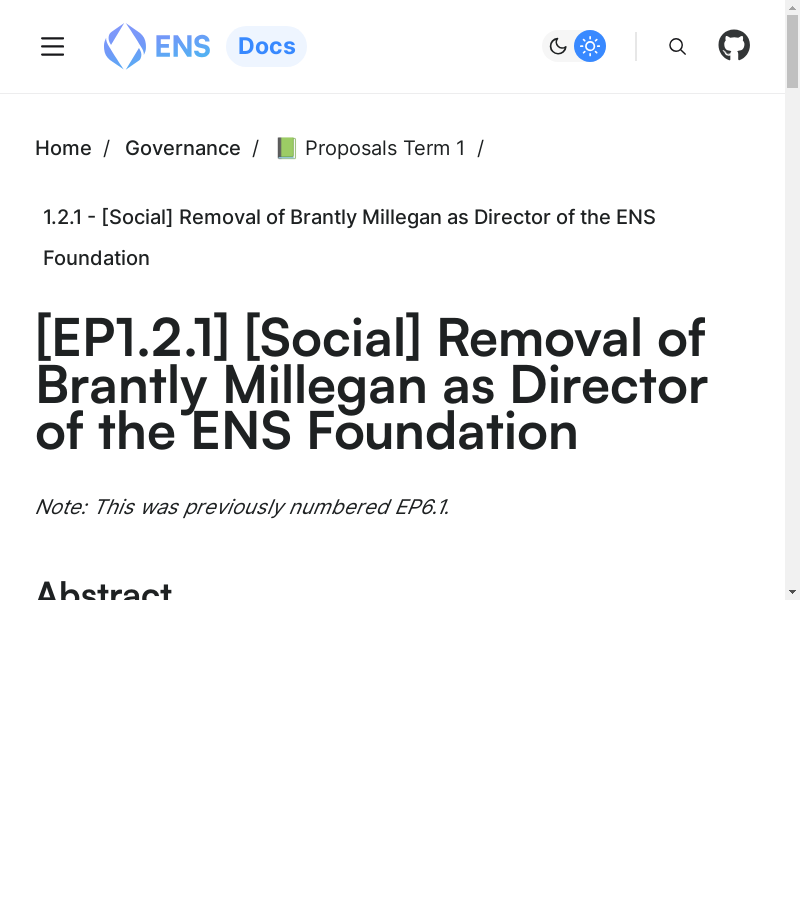 ENS Docs
Home / Governance / 📗 Proposals Term 1 /
1.2.1 - [Social] Removal of Brantly Millegan as Director of the ENS
Foundation
[EP1.2.1] [Social] Removal of
Brantly Millegan as Director
of the ENS Foundation
Note: This was previously numbered EP6.1.
Abstract